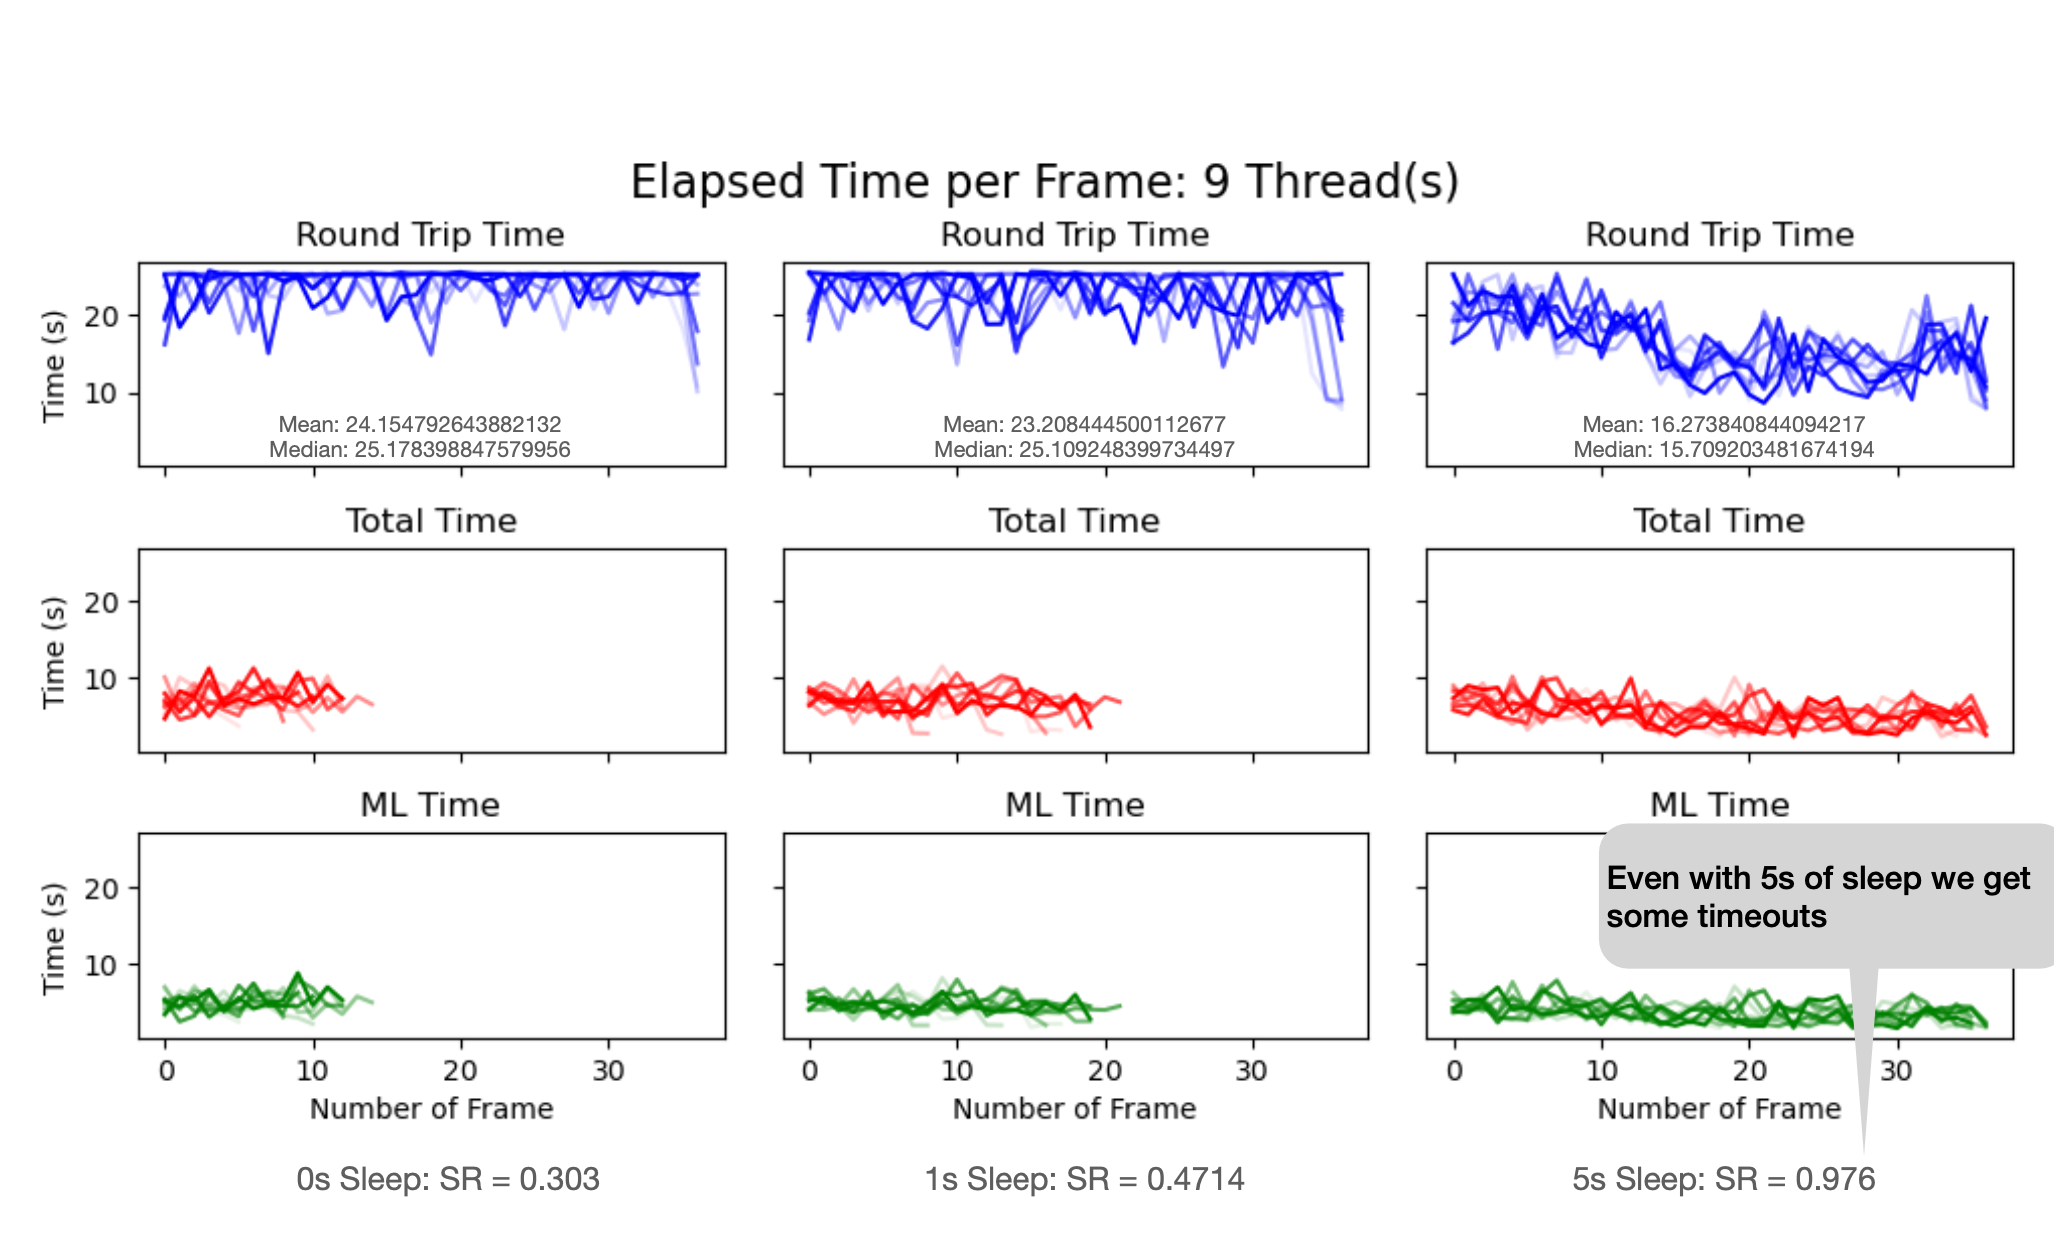 Elapsed Time per Frame: 9 Thread(s)
Round Trip Time
Round Trip Time
Round Trip Time
Time (s)
20
10
Mean: 24.154792643882132
Median: 25.178398847579956
Mean: 23.208444500112677
Median: 25.109248399734497
Mean: 16.273840844094217
Median: 15.709203481674194
Total Time
Total Time
Total Time
Time (s)
20
10
ML Time
ML Time
ML Time
Time (s)
20
10
Even with 5s of sleep we get
some timeouts
0 10 20 30
0 10 20 30
0 10 20 30
Number of Frame
Number of Frame
Number of Frame
0s Sleep: SR = 0.303
1s Sleep: SR = 0.4714
5s Sleep: SR = 0.976